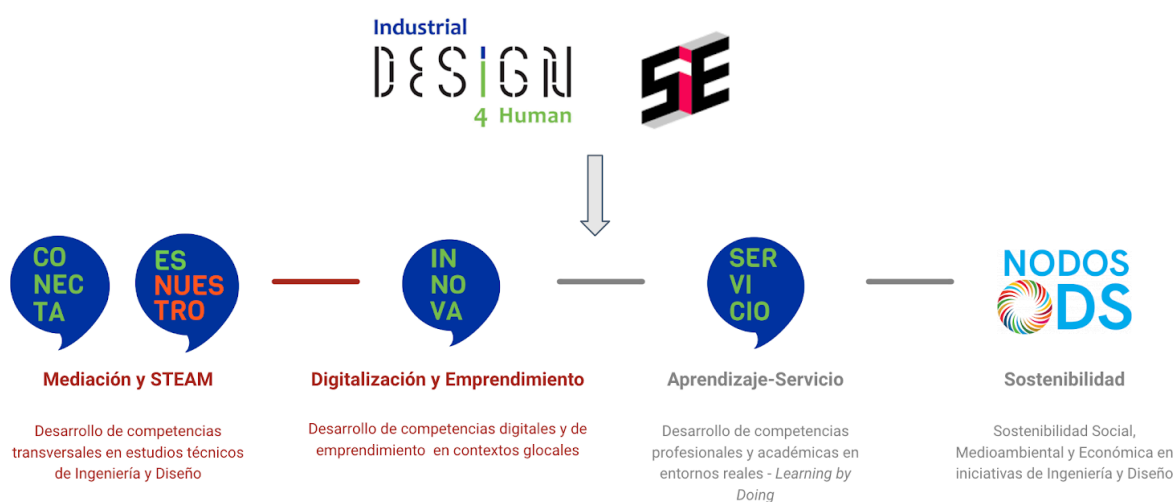 Industrial
DESiGN
4 Human
SiE
CO
NEC
TA
ES
NUES
TRO
IN
NO
VA
SER
VI
CIO
NODOS
ODS
Mediación y STEAM
Digitalización y Emprendimiento
Aprendizaje-Servicio
Sostenibilidad
Desarrollo de competencias
transversales en estudios técnicos
de Ingeniería y Diseño
Desarrollo de competencias digitales y de
emprendimiento en contextos glocales
Desarrollo de competencias
profesionales y académicas en
entornos reales - Learning by
Doing
Sostenibilidad Social,
Medioambiental y Económica en
iniciativas de Ingeniería y Diseño